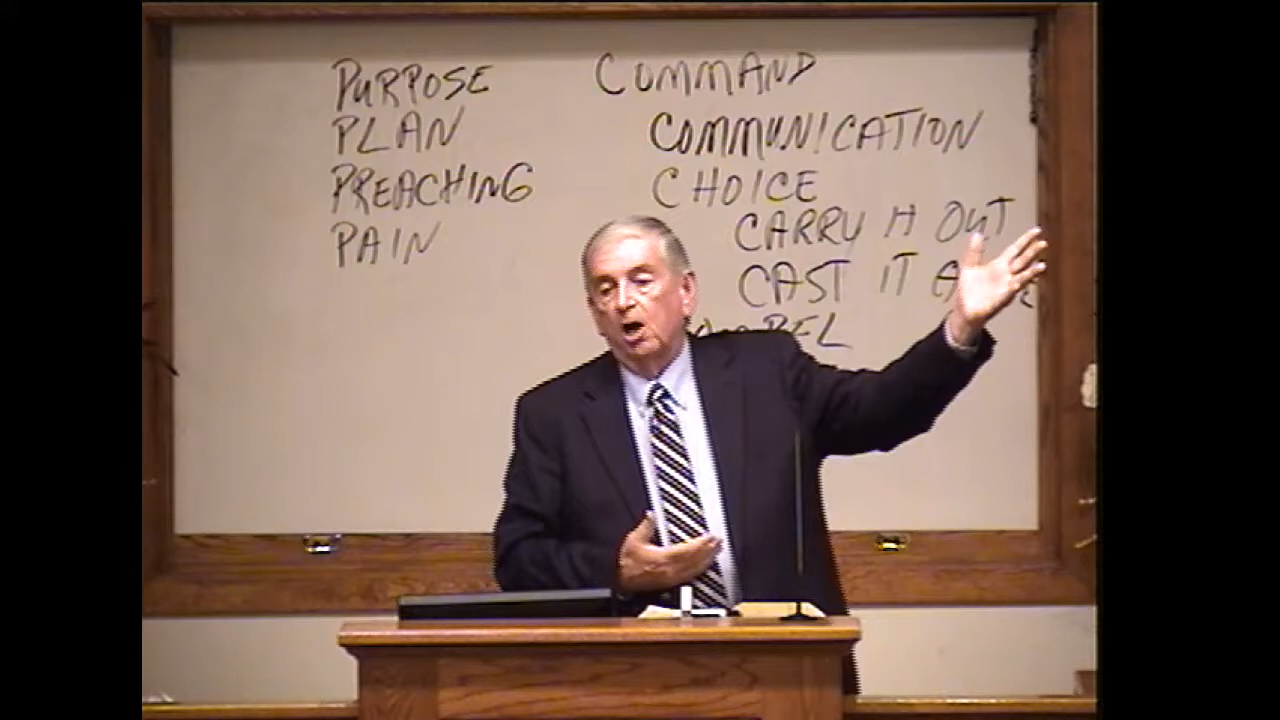 PURPOSE
PLAN
PREACHING
PAIN
COMMAND
COMMUNICATION
CHOICE
CARRY IT OUT
CAST IT